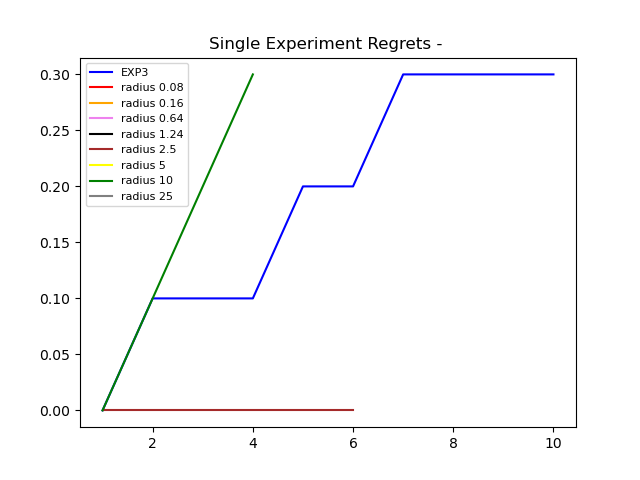 Single Experiment Regrets -
0.30
0.25
0.20
0.15
0.10
0.05
0.00
EXP3
radius 0.08
radius 0.16
radius 0.64
radius 1.24
radius 2.5
radius 5
radius 10
radius 25
2
4
6
8
10